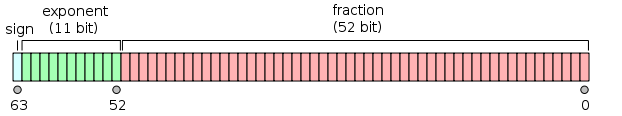 sign
exponent
(11 bit)
fraction
(52 bit)
63
52
0